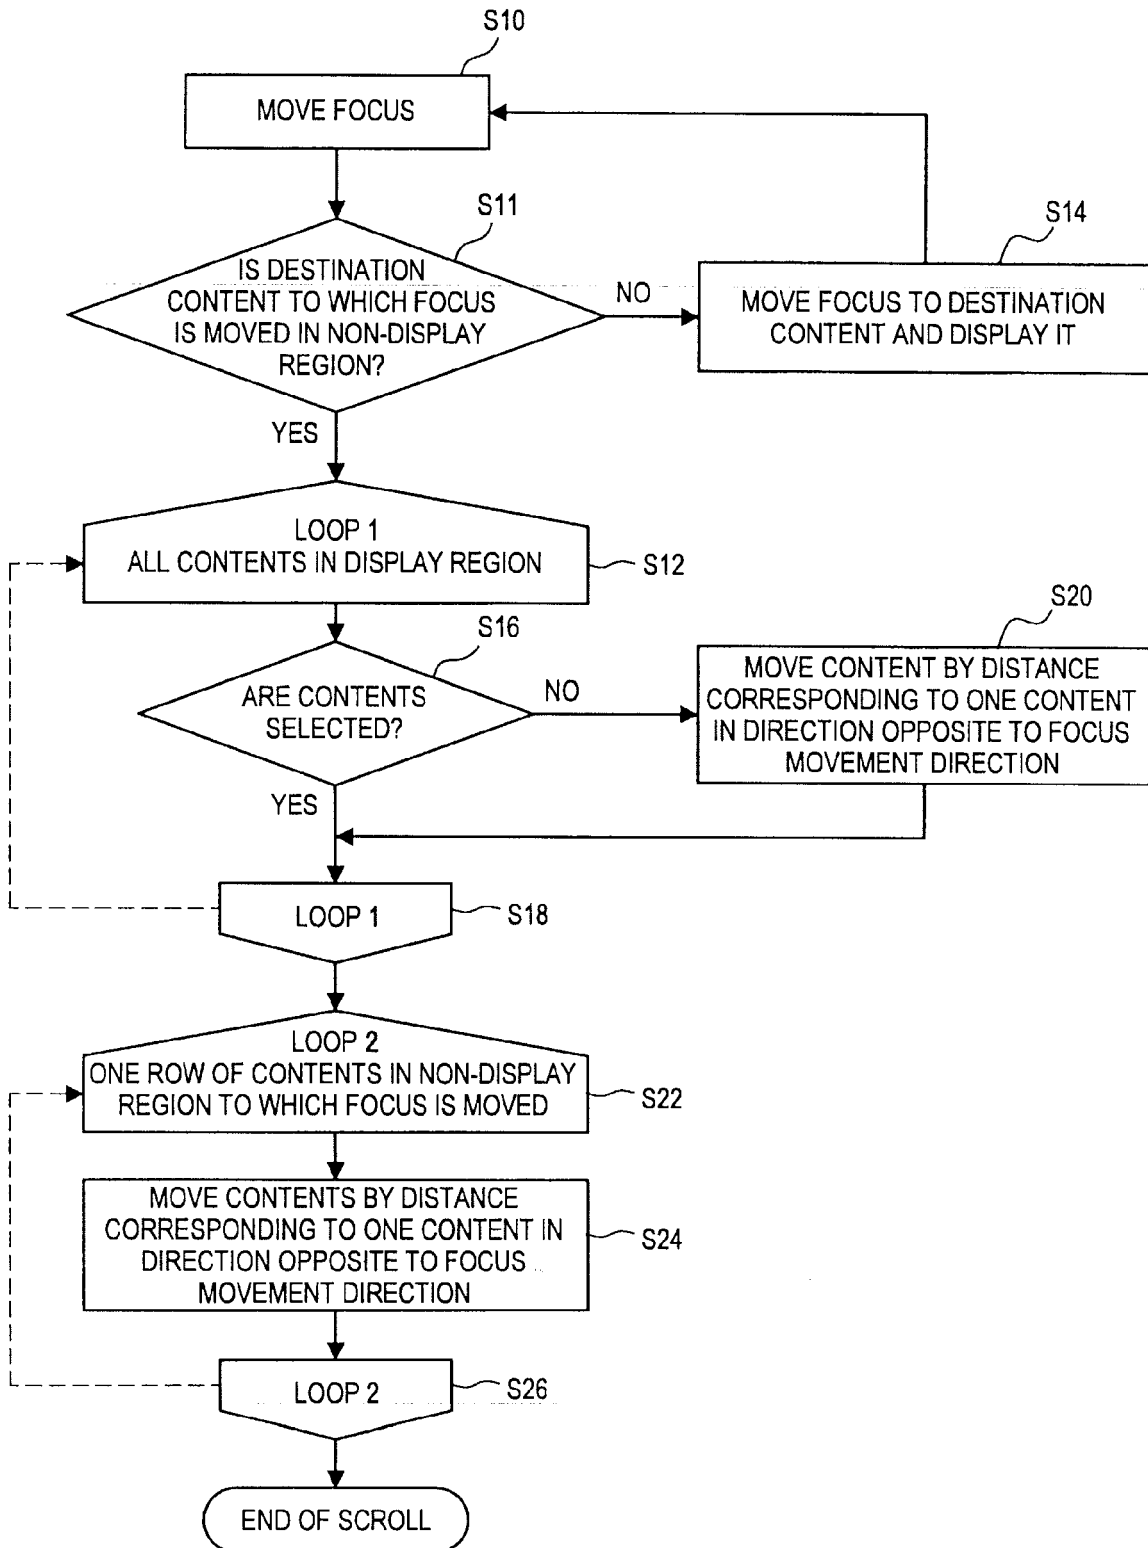 S10
MOVE FOCUS
S11
IS DESTINATION
CONTENT TO WHICH FOCUS
IS MOVED IN NON-DISPLAY
REGION?
NO
S14
MOVE FOCUS TO DESTINATION
CONTENT AND DISPLAY IT
YES
LOOP 1
ALL CONTENTS IN DISPLAY REGION
S12
S16
ARE CONTENTS
SELECTED?
NO
S20
MOVE CONTENT BY DISTANCE
CORRESPONDING TO ONE CONTENT
IN DIRECTION OPPOSITE TO FOCUS
MOVEMENT DIRECTION
YES
LOOP 1
S18
LOOP 2
ONE ROW OF CONTENTS IN NON-DISPLAY
REGION TO WHICH FOCUS IS MOVED
S22
MOVE CONTENTS BY DISTANCE
CORRESPONDING TO ONE CONTENT IN
DIRECTION OPPOSITE TO FOCUS
MOVEMENT DIRECTION
S24
LOOP 2
S26
END OF SCROLL